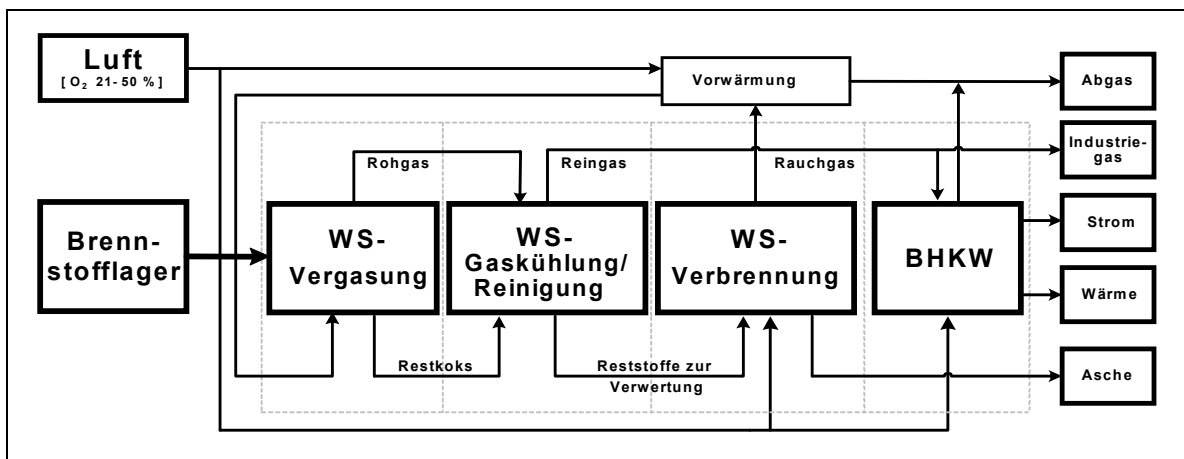 Luft
[ O₂ 21-50 % ]
Vorwärmung
Abgas
Rohgas
Reingas
Rauchgas
Industrie-
gas
Brenn-
stofflager
WS-
Vergasung
WS-
Gaskühlung/
Reinigung
WS-
Verbrennung
BHKW
Strom
Wärme
Restkoks
Reststoffe zur
Verwertung
Asche